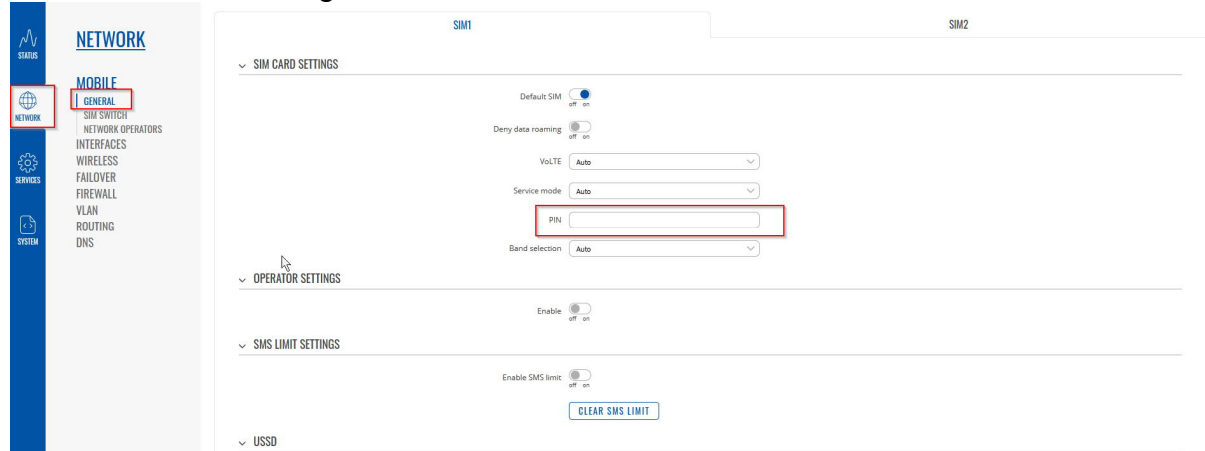 SIM1
SIM2
STATUS
NETWORK
SERVICES
SYSTEM
NETWORK
MOBILE
GENERAL
SIM SWITCH
NETWORK OPERATORS
INTERFACES
WIRELESS
FAILOVER
FIREWALL
VLAN
ROUTING
DNS
SIM CARD SETTINGS
Default SIM
off on
Deny data roaming
off on
VoLTE Auto
Service mode Auto
PIN
Band selection Auto
OPERATOR SETTINGS
Enable
off on
SMS LIMIT SETTINGS
Enable SMS limit
off on
CLEAR SMS LIMIT
USSD